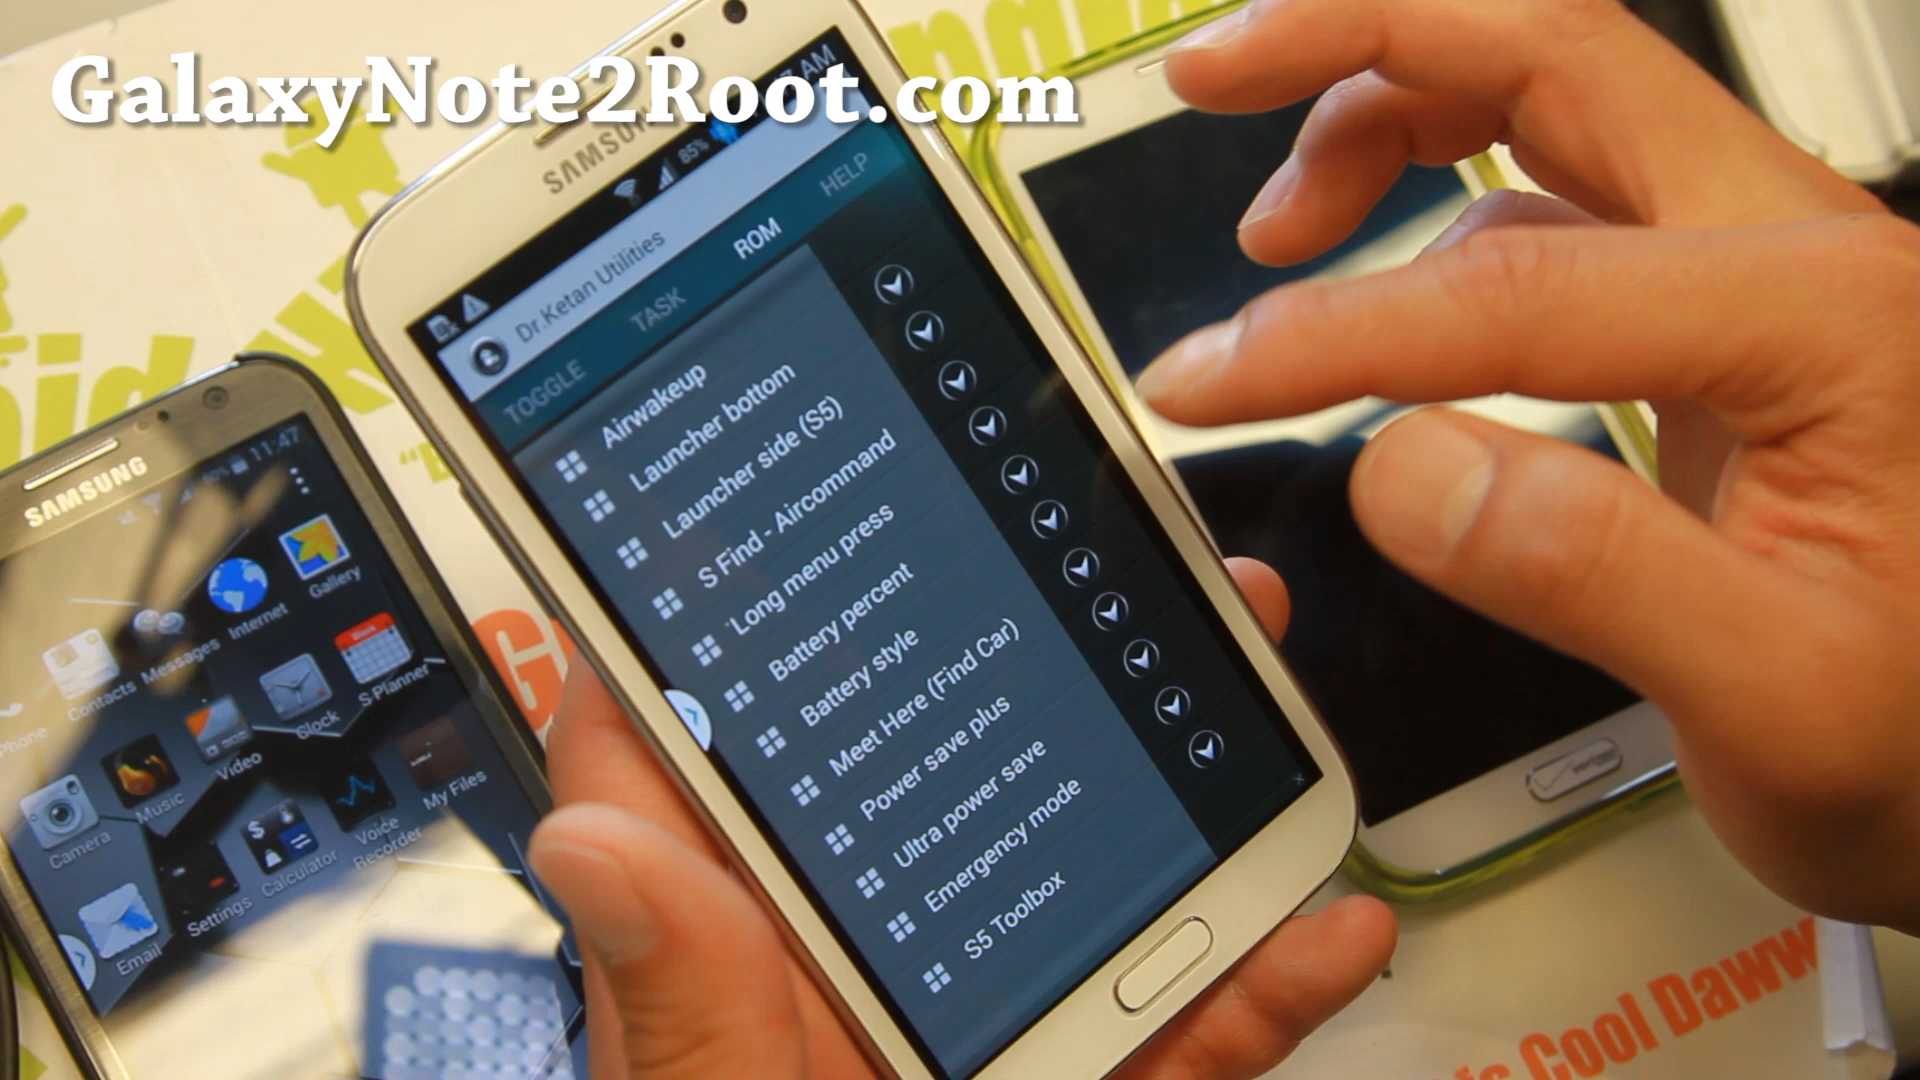 GalaxyNote2Root.com
SAMSUNG
85%
AM
Dr.Ketan Utilities
TOGGLE
TASK
ROM
HELP
Airwakeup
Launcher bottom
Launcher side (S5)
S Find - Aircommand
Long menu press
Battery percent
Battery style
Meet Here (Find Car)
Power save plus
Ultra power save
Emergency mode
S5 Toolbox
SAMSUNG
11:47
Phone
Contacts
Messages
Internet
Gallery
Camera
Music
Video
Clock
S Planner
Email
Settings
Calculator
Voice Recorder
My Files
verizon
Cool Daww